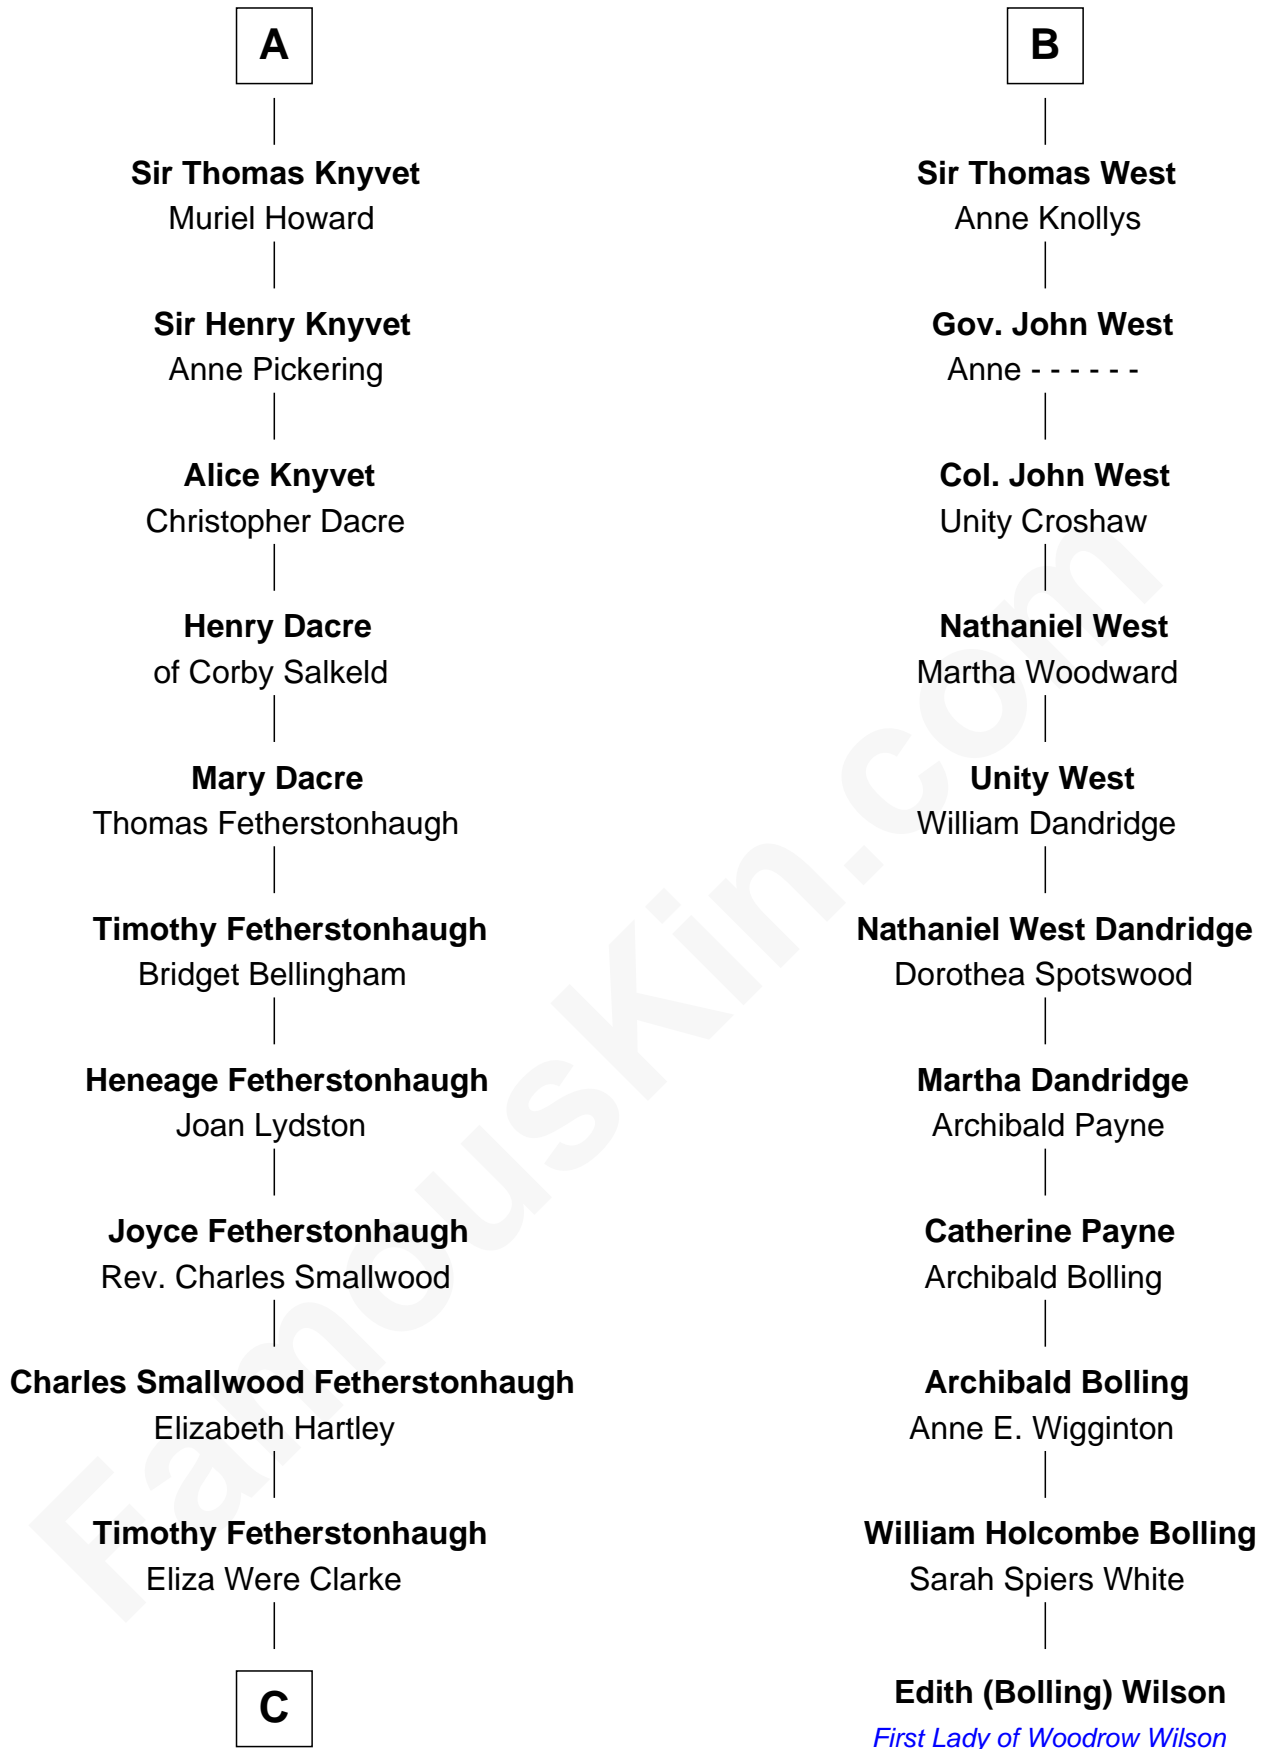 A
Sir Thomas Knyvet
Muriel Howard
Sir Henry Knyvet
Anne Pickering
Alice Knyvet
Christopher Dacre
Henry Dacre
of Corby Salkeld
Mary Dacre
Thomas Fetherstonhaugh
Timothy Fetherstonhaugh
Bridget Bellingham
Heneage Fetherstonhaugh
Joan Lydston
Joyce Fetherstonhaugh
Rev. Charles Smallwood
Charles Smallwood Fetherstonhaugh
Elizabeth Hartley
Timothy Fetherstonhaugh
Eliza Were Clarke
C
B
Sir Thomas West
Anne Knollys
Gov. John West
Anne - - - - - -
Col. John West
Unity Croshaw
Nathaniel West
Martha Woodward
Unity West
William Dandridge
Nathaniel West Dandridge
Dorothea Spotswood
Martha Dandridge
Archibald Payne
Catherine Payne
Archibald Bolling
Archibald Bolling
Anne E. Wigginton
William Holcombe Bolling
Sarah Spiers White
Edith (Bolling) Wilson
First Lady of Woodrow Wilson
FamousKin.com